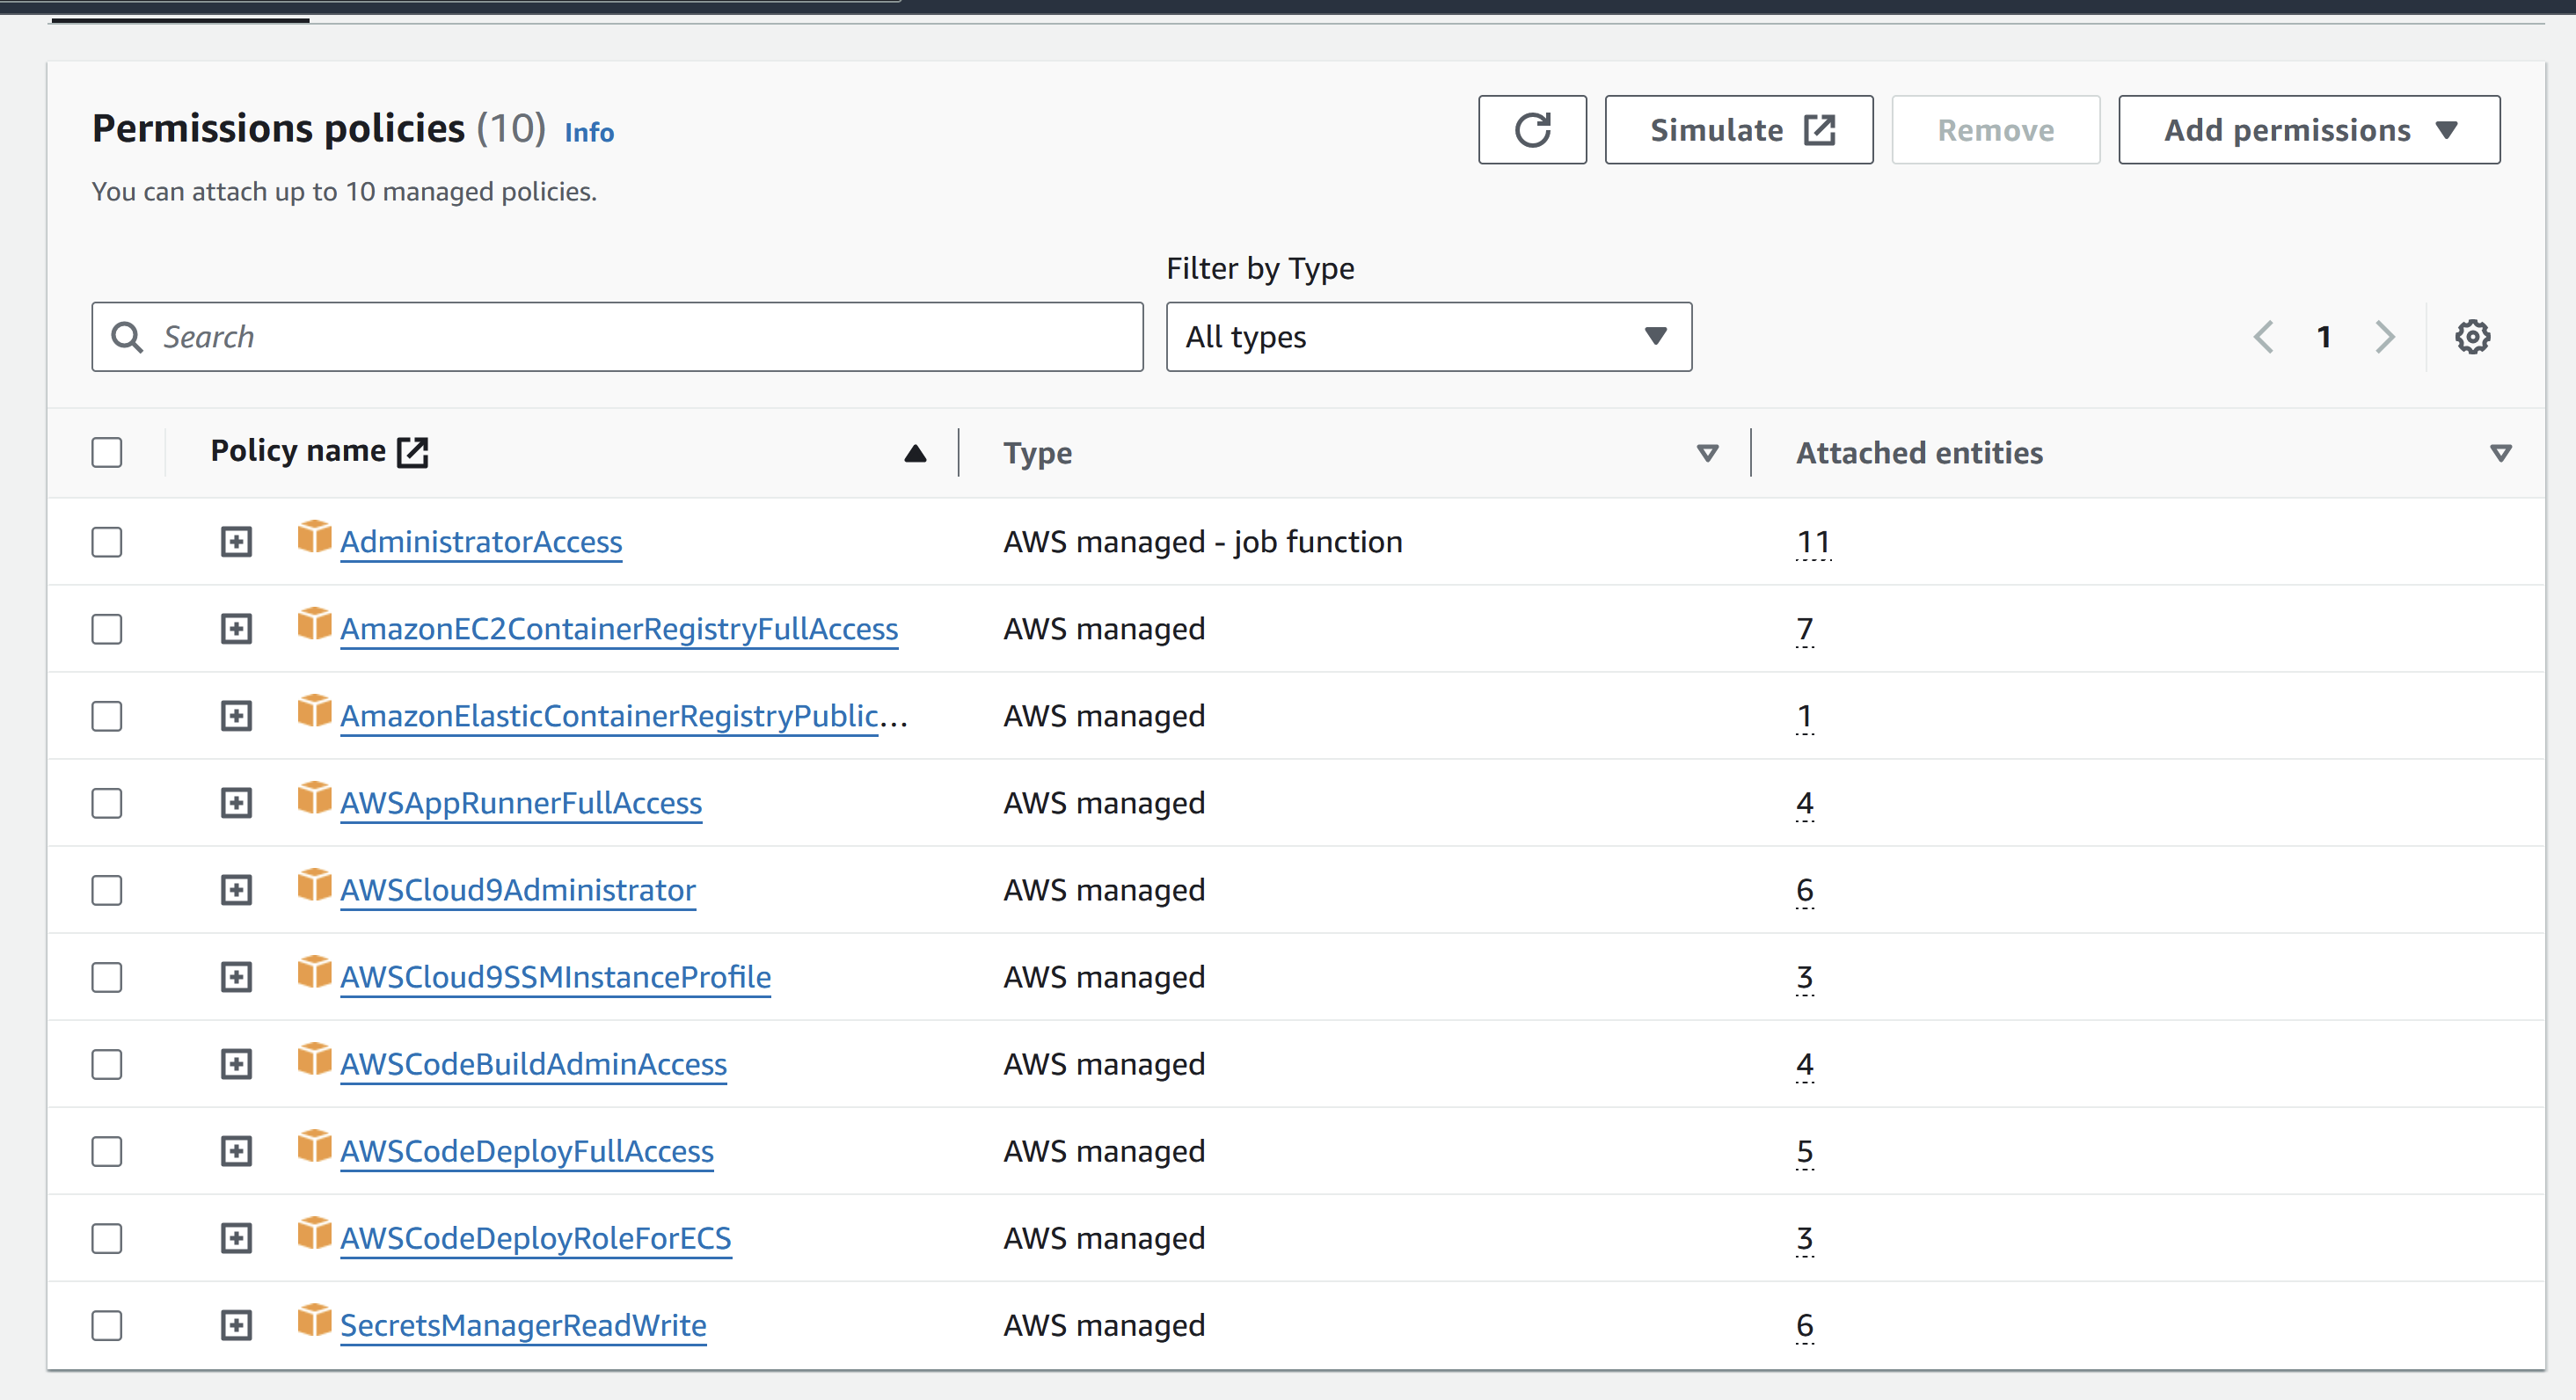 Permissions policies (10) Info
You can attach up to 10 managed policies.
Simulate
Remove
Add permissions
Filter by Type
Search
All types
1
Policy name Type Attached entities
AdministratorAccess AWS managed - job function 11
AmazonEC2ContainerRegistryFullAccess AWS managed 7
AmazonElasticContainerRegistryPublic... AWS managed 1
AWSAppRunnerFullAccess AWS managed 4
AWSCloud9Administrator AWS managed 6
AWSCloud9SSMInstanceProfile AWS managed 3
AWSCodeBuildAdminAccess AWS managed 4
AWSCodeDeployFullAccess AWS managed 5
AWSCodeDeployRoleForECS AWS managed 3
SecretsManagerReadWrite AWS managed 6